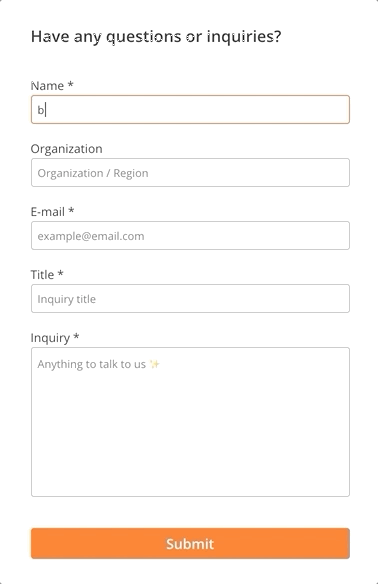 Have any questions or inquiries?
Name *
b
Organization
Organization / Region
E-mail *
example@email.com
Title *
Inquiry title
Inquiry *
Anything to talk to us ✨
Submit